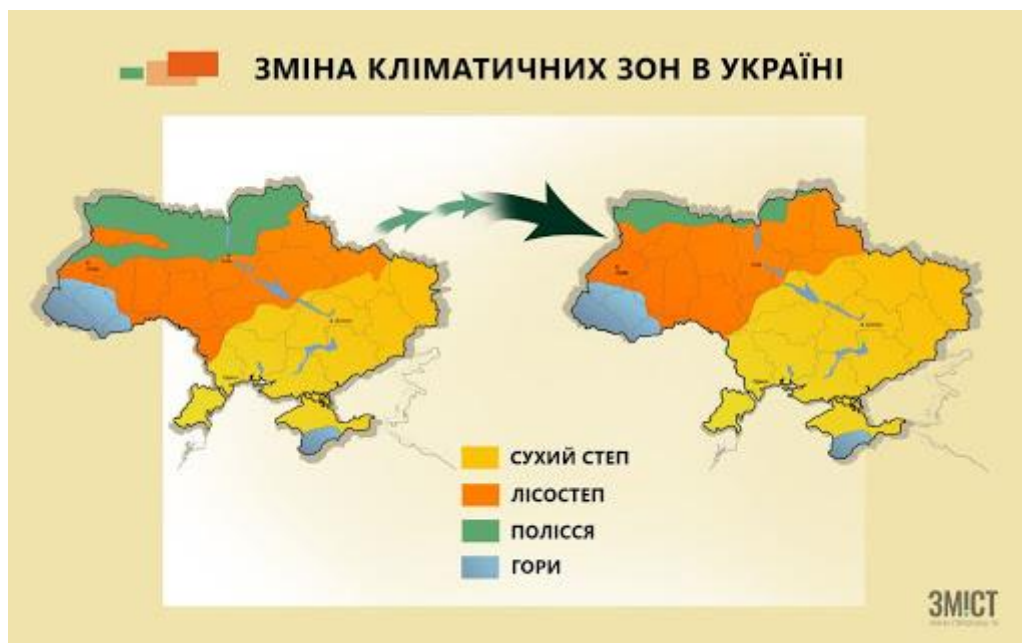 ЗМІНА КЛІМАТИЧНИХ ЗОН В УКРАЇНІ
СУХИЙ СТЕП
ЛІСОСТЕП
ПОЛІССЯ
ГОРИ
ЗМІСТ